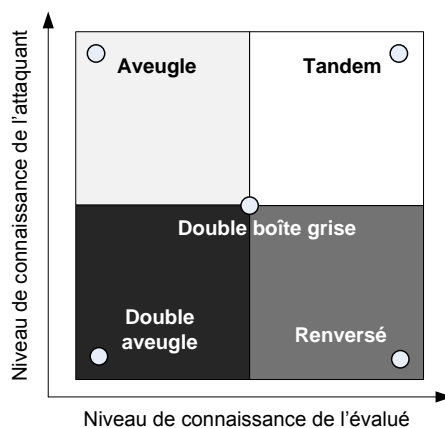 Niveau de connaissance de l'attaquant
Aveugle
Tandem
Double boîte grise
Double
aveugle
Renversé
Niveau de connaissance de l'évalué